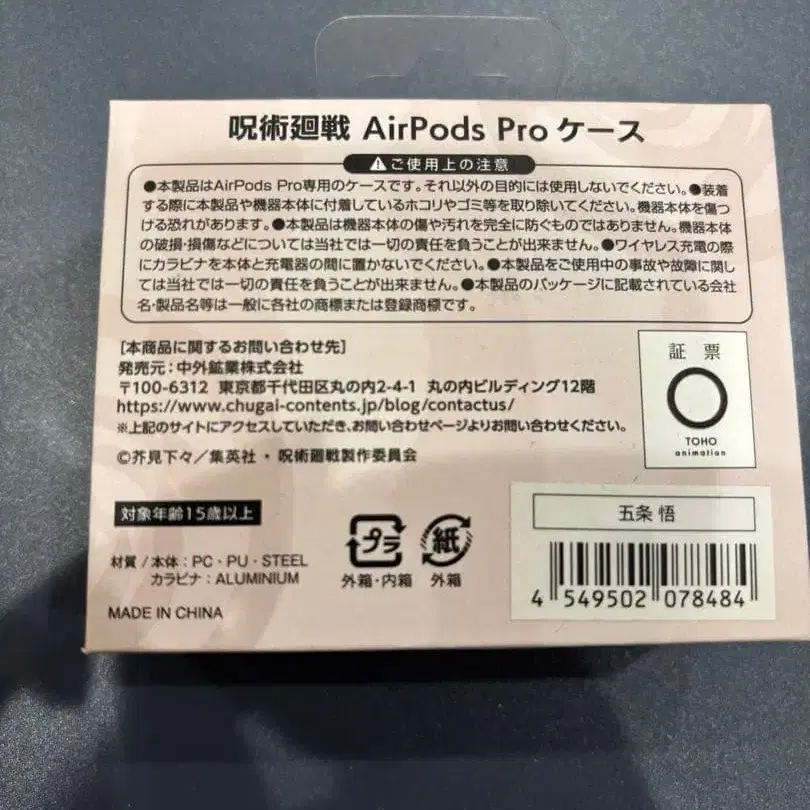 呪術廻戦 AirPods Pro ケース
⚠ご使用上の注意
●本製品はAirPods Pro専用のケースです。それ以外の目的には使用しないでください。●装着
する際に本製品や機器本体に付着しているホコリやゴミ等を取り除いてください。機器本体を傷つ
ける恐れがあります。●本製品は機器本体の傷や汚れを完全に防ぐものではありません。機器本体
の破損・損傷などについては当社では一切の責任を負うことが出来ません。●ワイヤレス充電の際
にカラビナを本体と充電器の間に置かないでください。●本製品をご使用中の事故や故障に関し
ては当社では一切の責任を負うことが出来ません。●本製品のパッケージに記載されている会社
名・製品名等は一般に各社の商標または登録商標です。
[本商品に関するお問い合わせ先]
発売元：中外鉱業株式会社
〒100-6312 東京都千代田区丸の内2-4-1 丸の内ビルディング12階
https://www.chugai-contents.jp/blog/contactus/
※上記のサイトにアクセスしていただき、お問い合わせページよりお問い合わせください。
©芥見下々／集英社・呪術廻戦製作委員会
証票
TOHO
animation
対象年齢15歳以上
材質／本体：PC・PU・STEEL
カラビナ：ALUMINIUM
MADE IN CHINA
プラ
外箱・内箱
紙
外箱
五条 悟
4 549502 078484